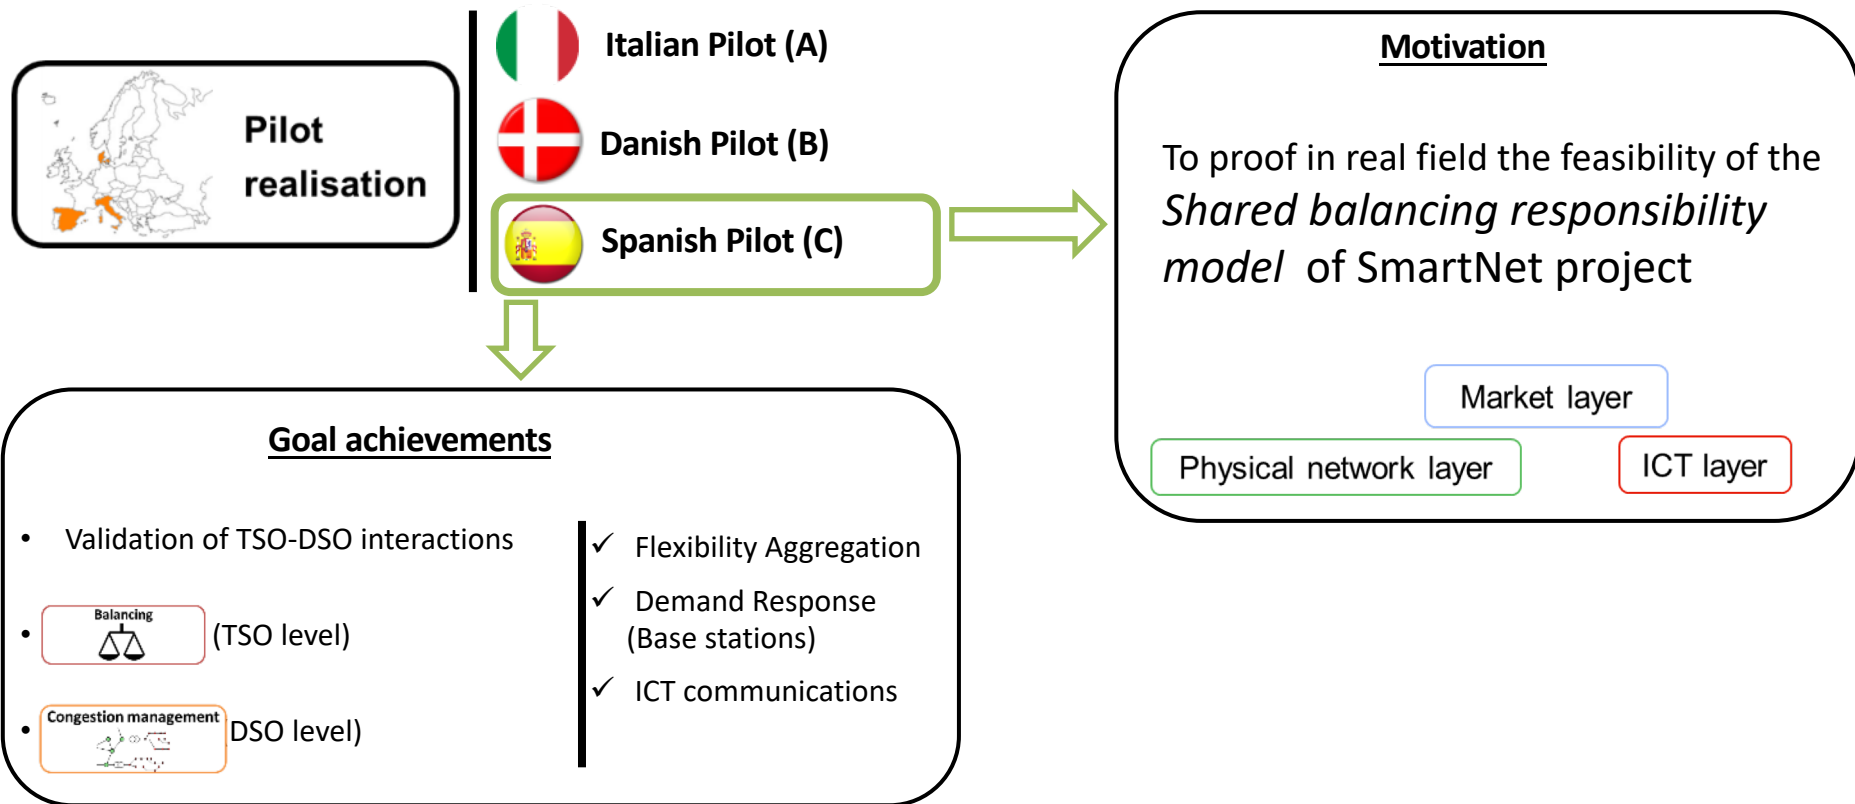 Pilot
realisation
Italian Pilot (A)
Danish Pilot (B)
Spanish Pilot (C)
Motivation
To proof in real field the feasibility of the
Shared balancing responsibility
model of SmartNet project
Market layer
Physical network layer
ICT layer
Goal achievements
• Validation of TSO-DSO interactions
• Balancing (TSO level)
• Congestion management DSO level)
✓ Flexibility Aggregation
✓ Demand Response
(Base stations)
✓ ICT communications